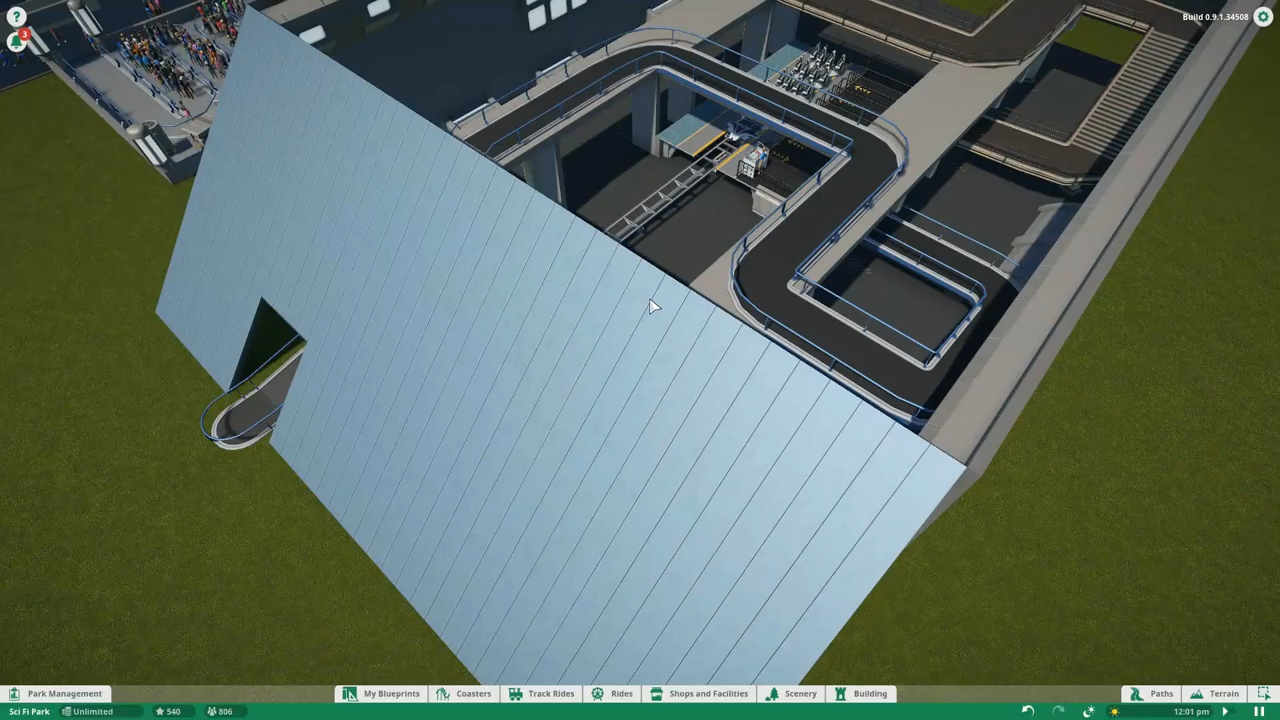 ?
3
Build 0.9.1.34508
Park Management
My Blueprints
Coasters
Track Rides
Rides
Shops and Facilities
Scenery
Building
Paths
Terrain
Sci Fi Park
Unlimited
540
806
12:01 pm